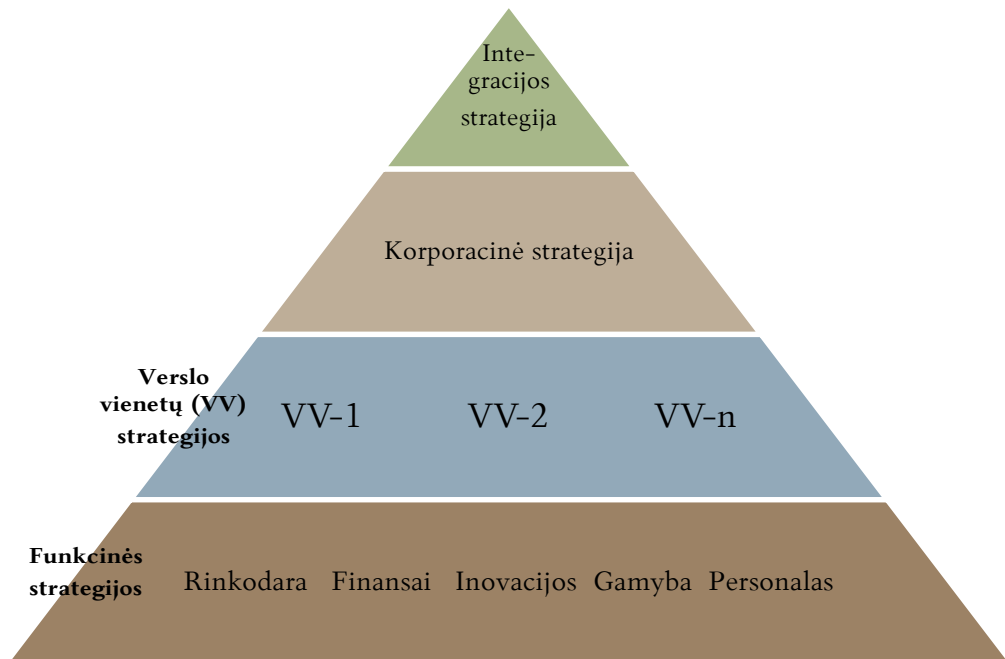 Inte-
gracijos
strategija
Korporacinė strategija
Verslo
vienetų (VV)
strategijos
VV-1 VV-2 VV-n
Funkcinės
strategijos
Rinkodara Finansai Inovacijos Gamyba Personalas